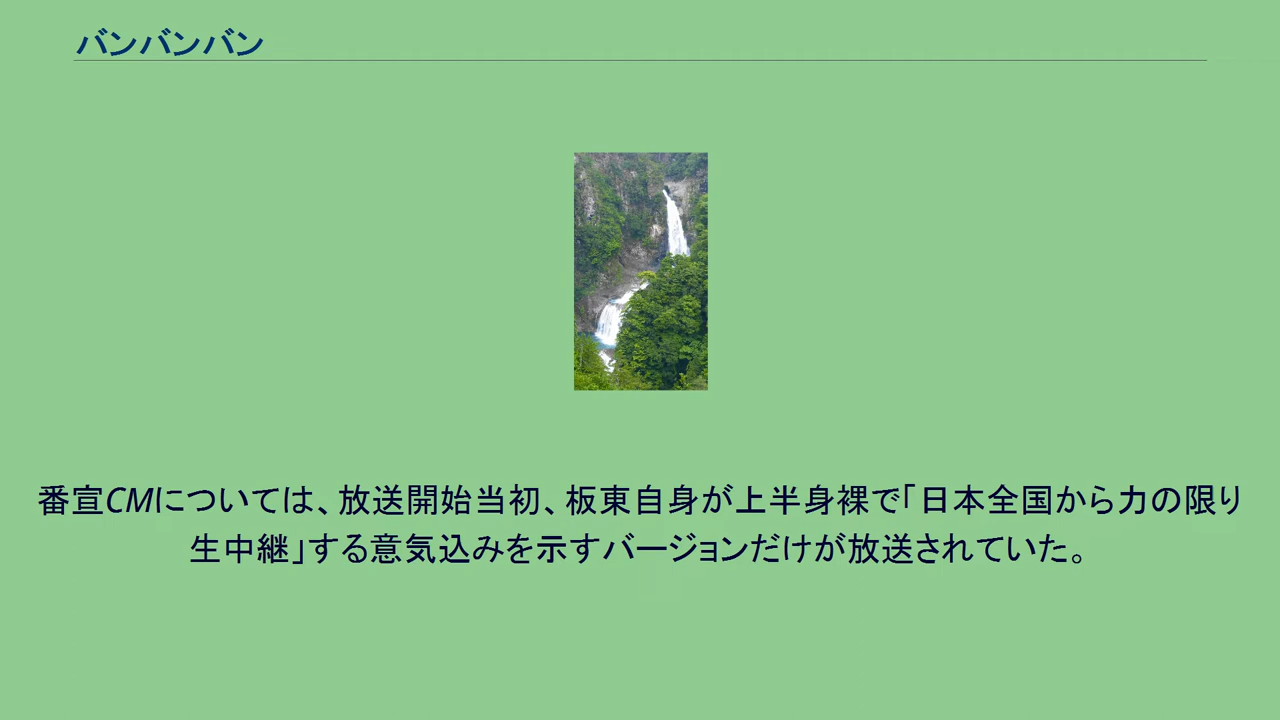 バンバンバン
番宣CMについては、放送開始当初、板東自身が上半身裸で「日本全国から力の限り
生中継」する意気込みを示すバージョンだけが放送されていた。